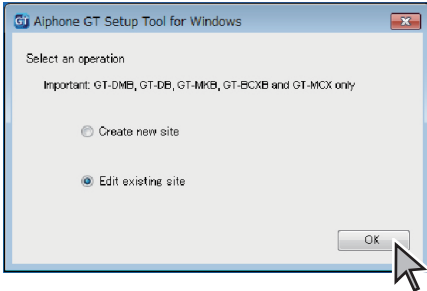 GT Aiphone GT Setup Tool for Windows
Select an operation
Important: GT-DMB, GT-DB, GT-MKB, GT-BCXB and GT-MCX only
Create new site
Edit existing site
OK